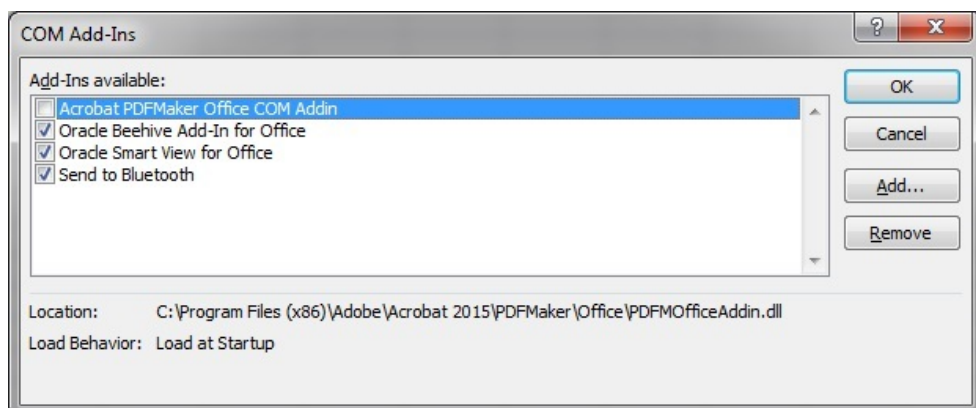 COM Add-Ins
Add-Ins available:
Acrobat PDFMaker Office COM Addin
Oracle Beehive Add-In for Office
Oracle Smart View for Office
Send to Bluetooth
OK
Cancel
Add...
Remove
Location: C:\Program Files (x86)\Adobe\Acrobat 2015\PDFMaker\Office\PDFMOfficeAddin.dll
Load Behavior: Load at Startup